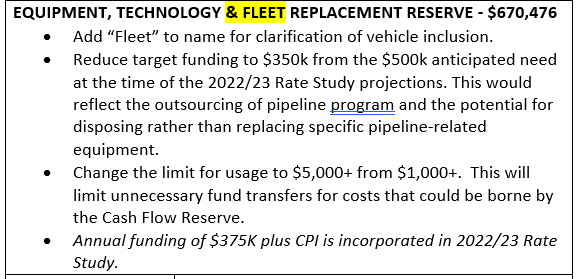 EQUIPMENT, TECHNOLOGY & FLEET REPLACEMENT RESERVE - $670,476
• Add “Fleet” to name for clarification of vehicle inclusion.
• Reduce target funding to $350k from the $500k anticipated need
at the time of the 2022/23 Rate Study projections. This would
reflect the outsourcing of pipeline program and the potential for
disposing rather than replacing specific pipeline-related
equipment.
• Change the limit for usage to $5,000+ from $1,000+.  This will
limit unnecessary fund transfers for costs that could be borne by
the Cash Flow Reserve.
• Annual funding of $375K plus CPI is incorporated in 2022/23 Rate
Study.